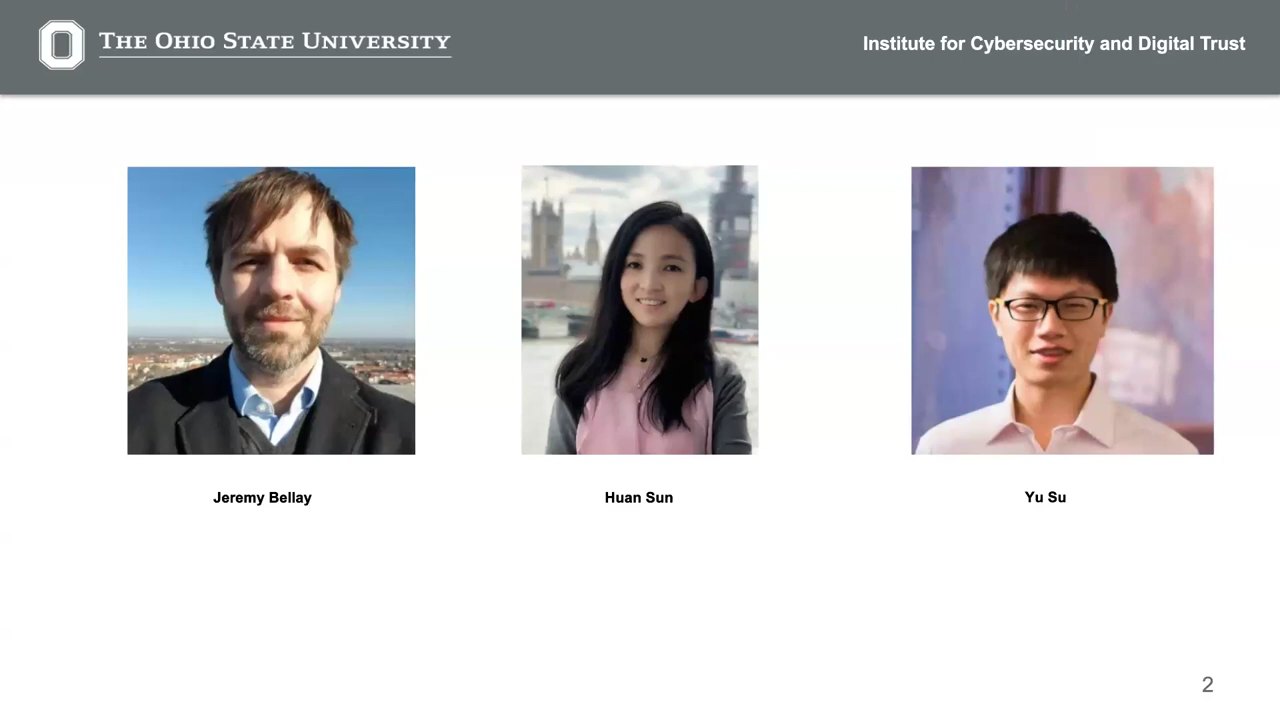 THE OHIO STATE UNIVERSITY
Institute for Cybersecurity and Digital Trust
Jeremy Bellay
Huan Sun
Yu Su
2